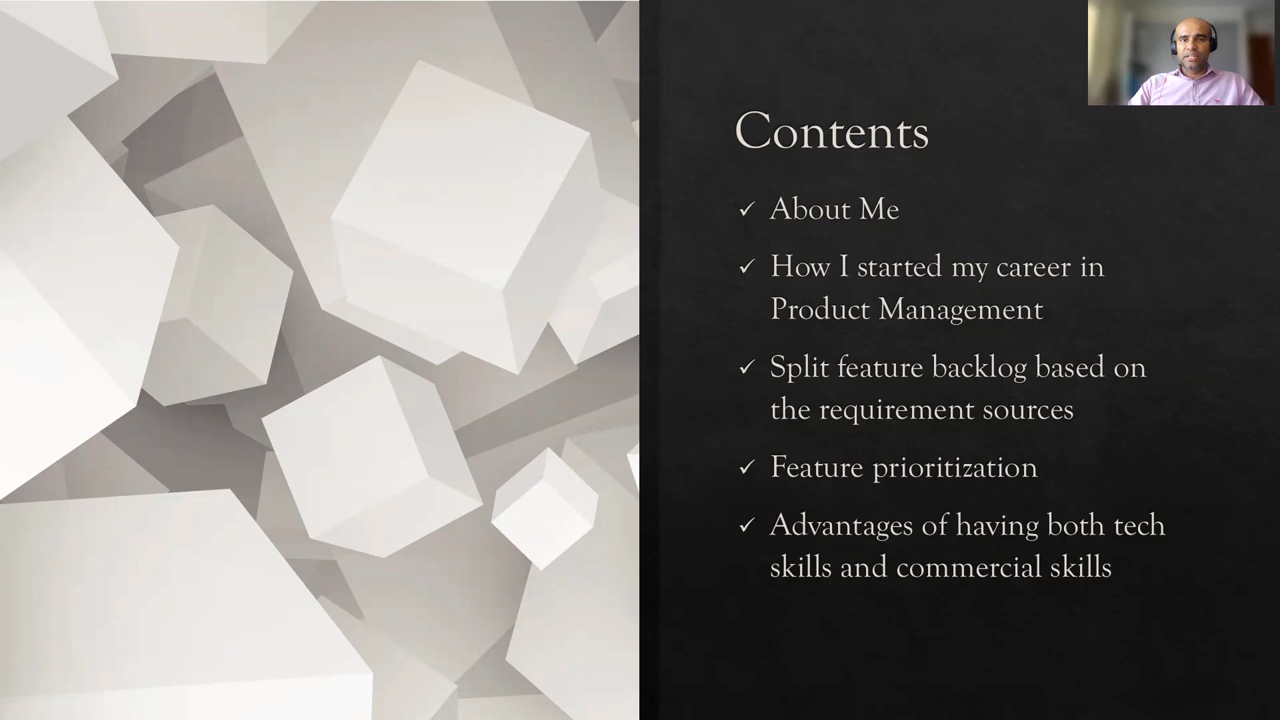 Contents
✓ About Me
✓ How I started my career in
Product Management
✓ Split feature backlog based on
the requirement sources
✓ Feature prioritization
✓ Advantages of having both tech
skills and commercial skills